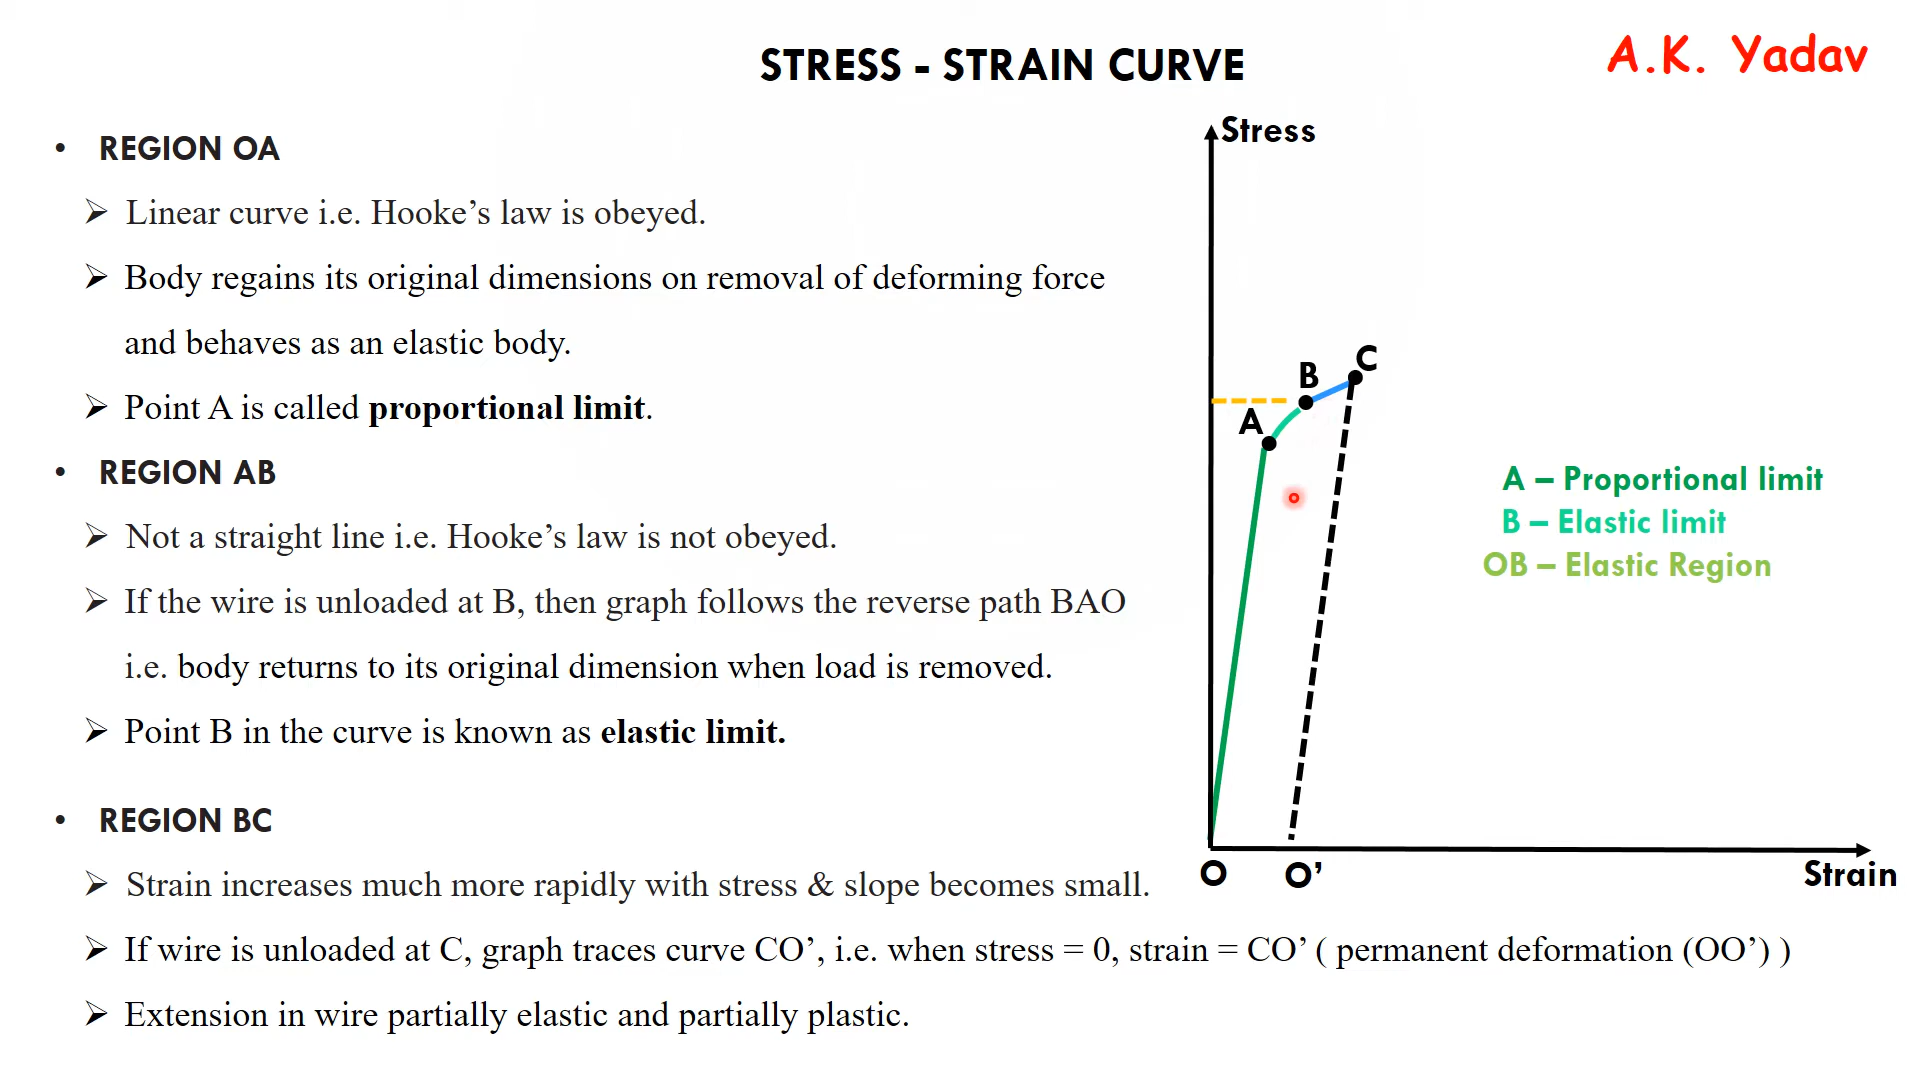 STRESS - STRAIN CURVE
A.K. Yadav
• REGION OA
➢ Linear curve i.e. Hooke’s law is obeyed.
➢ Body regains its original dimensions on removal of deforming force
and behaves as an elastic body.
➢ Point A is called proportional limit.
• REGION AB
➢ Not a straight line i.e. Hooke’s law is not obeyed.
➢ If the wire is unloaded at B, then graph follows the reverse path BAO
i.e. body returns to its original dimension when load is removed.
➢ Point B in the curve is known as elastic limit.
• REGION BC
➢ Strain increases much more rapidly with stress & slope becomes small.
➢ If wire is unloaded at C, graph traces curve CO’, i.e. when stress = 0, strain = CO’ ( permanent deformation (OO’) )
➢ Extension in wire partially elastic and partially plastic.
Stress
C
B
A
A – Proportional limit
B – Elastic limit
OB – Elastic Region
O
O’
Strain